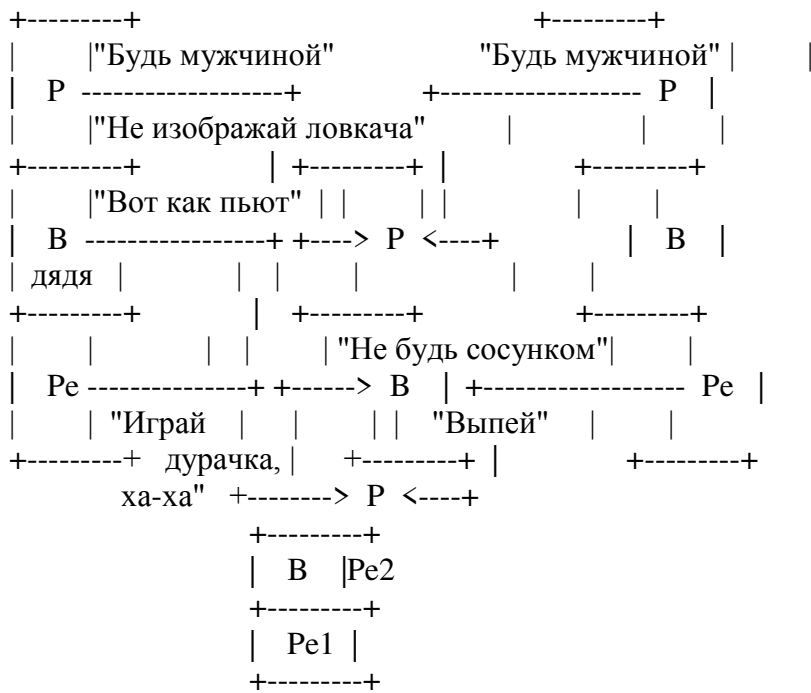 +---------+ +---------+
| |"Будь мужчиной" "Будь мужчиной" | |
| Р -------------------+ +------------------- Р |
| |"Не изображай ловкача" | | |
+---------+ | +---------+ | +---------+
| |"Вот как пьют" | | | | | |
| В -----------------+ +----> Р <----+ | В |
| дядя | | | | | |
+---------+ | +---------+ +---------+
| | | | | "Не будь сосунком"| |
| Ре ---------------+ +------> В | +------------------- Ре |
| | "Играй | | | | "Выпей" | |
+---------+ дурачка, | +---------+ | +---------+
ха-ха" +--------> Р <----+
+---------+
| В |Ре2
+---------+
| Ре1 |
+---------+